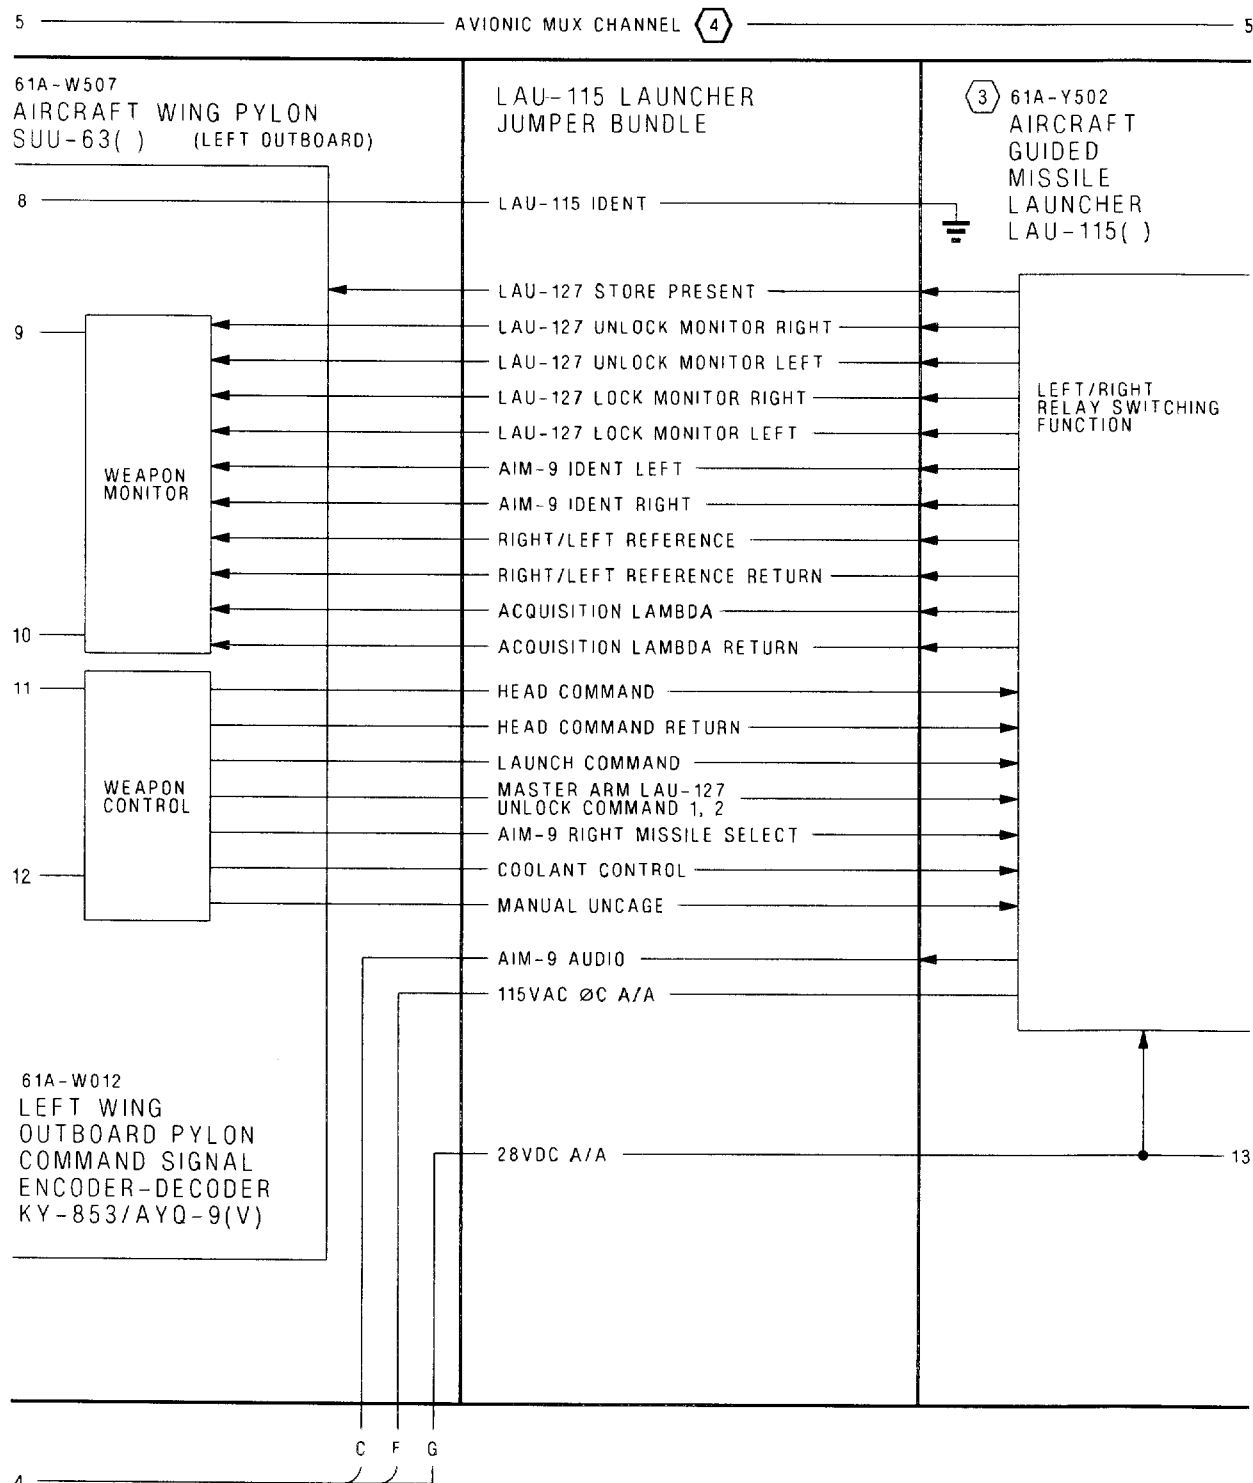 5 AVIONIC MUX CHANNEL 4 5
61A-W507
AIRCRAFT WING PYLON
SUU-63( ) (LEFT OUTBOARD)
LAU-115 LAUNCHER
JUMPER BUNDLE
3 61A-Y502
AIRCRAFT
GUIDED
MISSILE
LAUNCHER
LAU-115( )
8 LAU-115 IDENT
LAU-127 STORE PRESENT
9 LAU-127 UNLOCK MONITOR RIGHT
LAU-127 UNLOCK MONITOR LEFT
LAU-127 LOCK MONITOR RIGHT
LAU-127 LOCK MONITOR LEFT
AIM-9 IDENT LEFT
AIM-9 IDENT RIGHT
RIGHT/LEFT REFERENCE
RIGHT/LEFT REFERENCE RETURN
ACQUISITION LAMBDA
10 ACQUISITION LAMBDA RETURN
WEAPON
MONITOR
LEFT/RIGHT
RELAY SWITCHING
FUNCTION
11 HEAD COMMAND
HEAD COMMAND RETURN
LAUNCH COMMAND
MASTER ARM LAU-127
UNLOCK COMMAND 1, 2
AIM-9 RIGHT MISSILE SELECT
12 COOLANT CONTROL
MANUAL UNCAGE
WEAPON
CONTROL
AIM-9 AUDIO
115VAC ØC A/A
61A-W012
LEFT WING
OUTBOARD PYLON
COMMAND SIGNAL
ENCODER-DECODER
KY-853/AYQ-9(V)
28VDC A/A 13
C F G
4